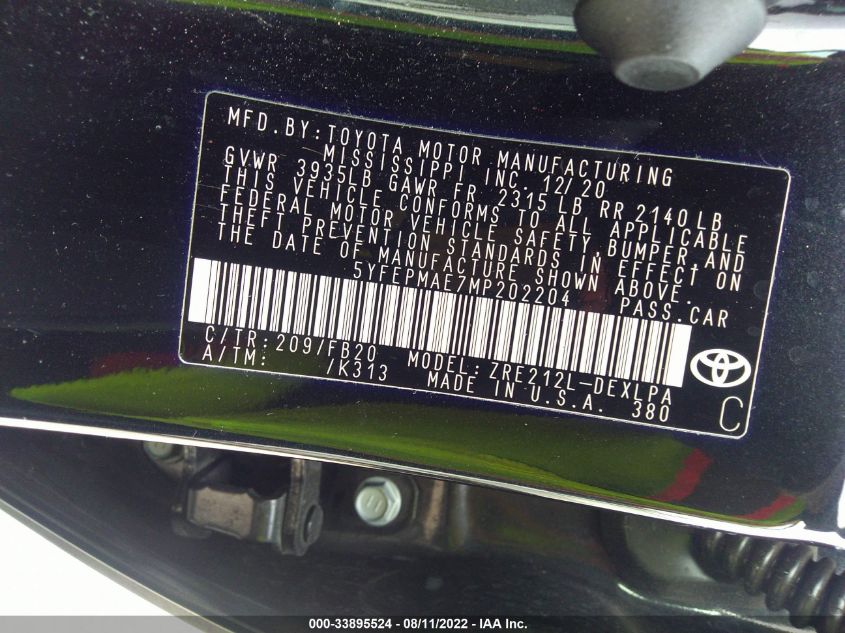 MFD.BY:TOYOTA MOTOR MANUFACTURING
MISSISSIPPI INC. 12/20
GVWR 3935LB GAWR FR 2315LB RR 2140LB
THIS VEHICLE CONFORMS TO ALL APPLICABLE
FEDERAL MOTOR VEHICLE SAFETY,BUMPER AND
THEFT PREVENTION STANDARDS IN EFFECT ON
THE DATE OF MANUFACTURE SHOWN ABOVE.
5YFEPMAE7MP202204 PASS.CAR
C/TR:209/FB20 MODEL:ZRE212L-DEXLPA
A/TM: /K313 MADE IN U.S.A. 380
C
000-33895524 - 08/11/2022 - IAA Inc.